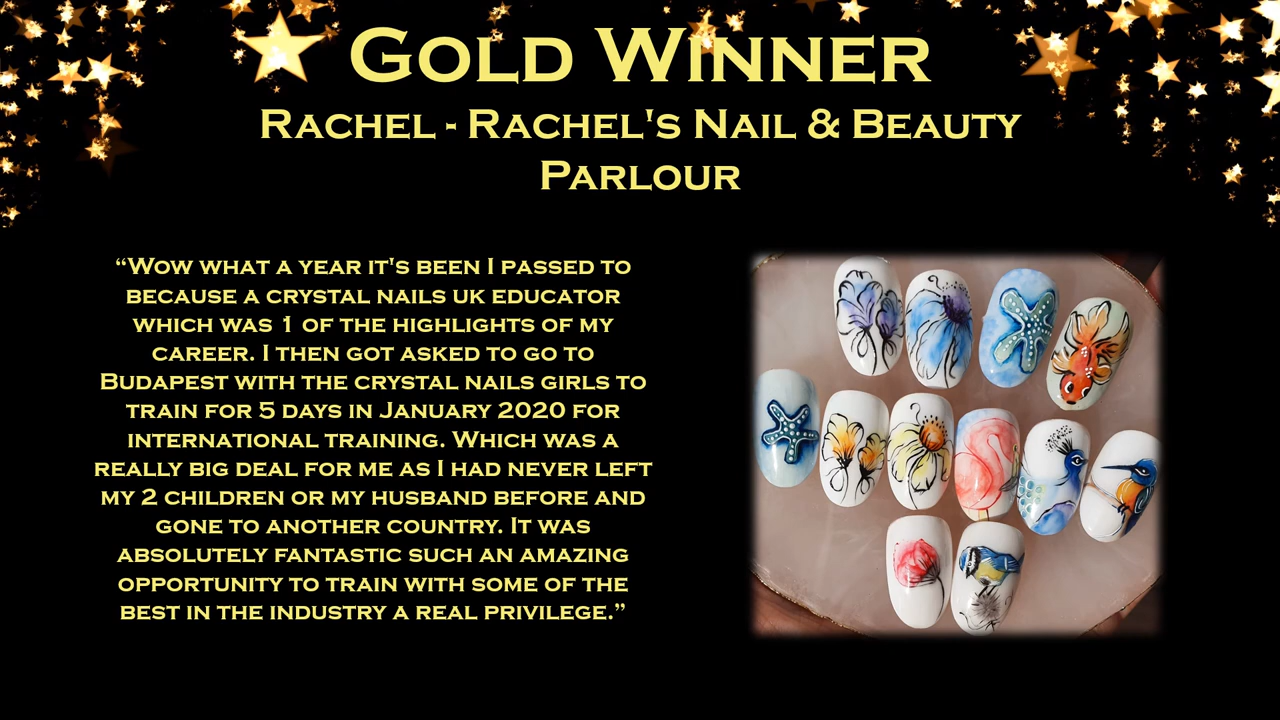 Gold Winner
Rachel - Rachel's Nail & Beauty
Parlour
“Wow what a year it's been I passed to
because a crystal nails uk educator
which was 1 of the highlights of my
career. I then got asked to go to
Budapest with the crystal nails girls to
train for 5 days in January 2020 for
international training. Which was a
really big deal for me as I had never left
my 2 children or my husband before and
gone to another country. It was
absolutely fantastic such an amazing
opportunity to train with some of the
best in the industry a real privilege.”